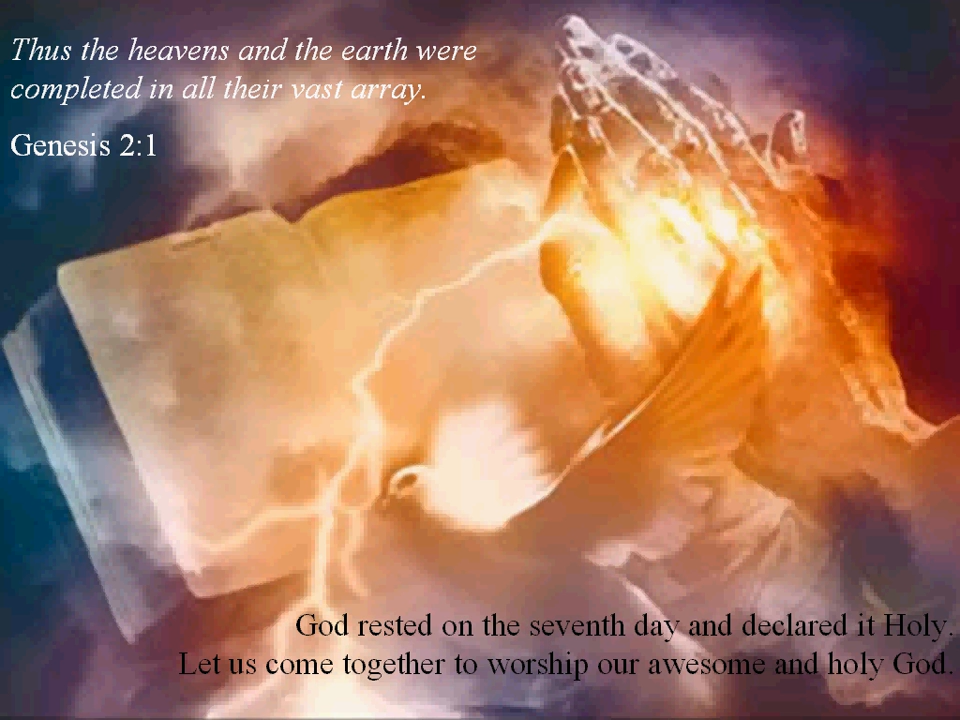 Thus the heavens and the earth were
completed in all their vast array.
Genesis 2:1
God rested on the seventh day and declared it Holy.
Let us come together to worship our awesome and holy God.